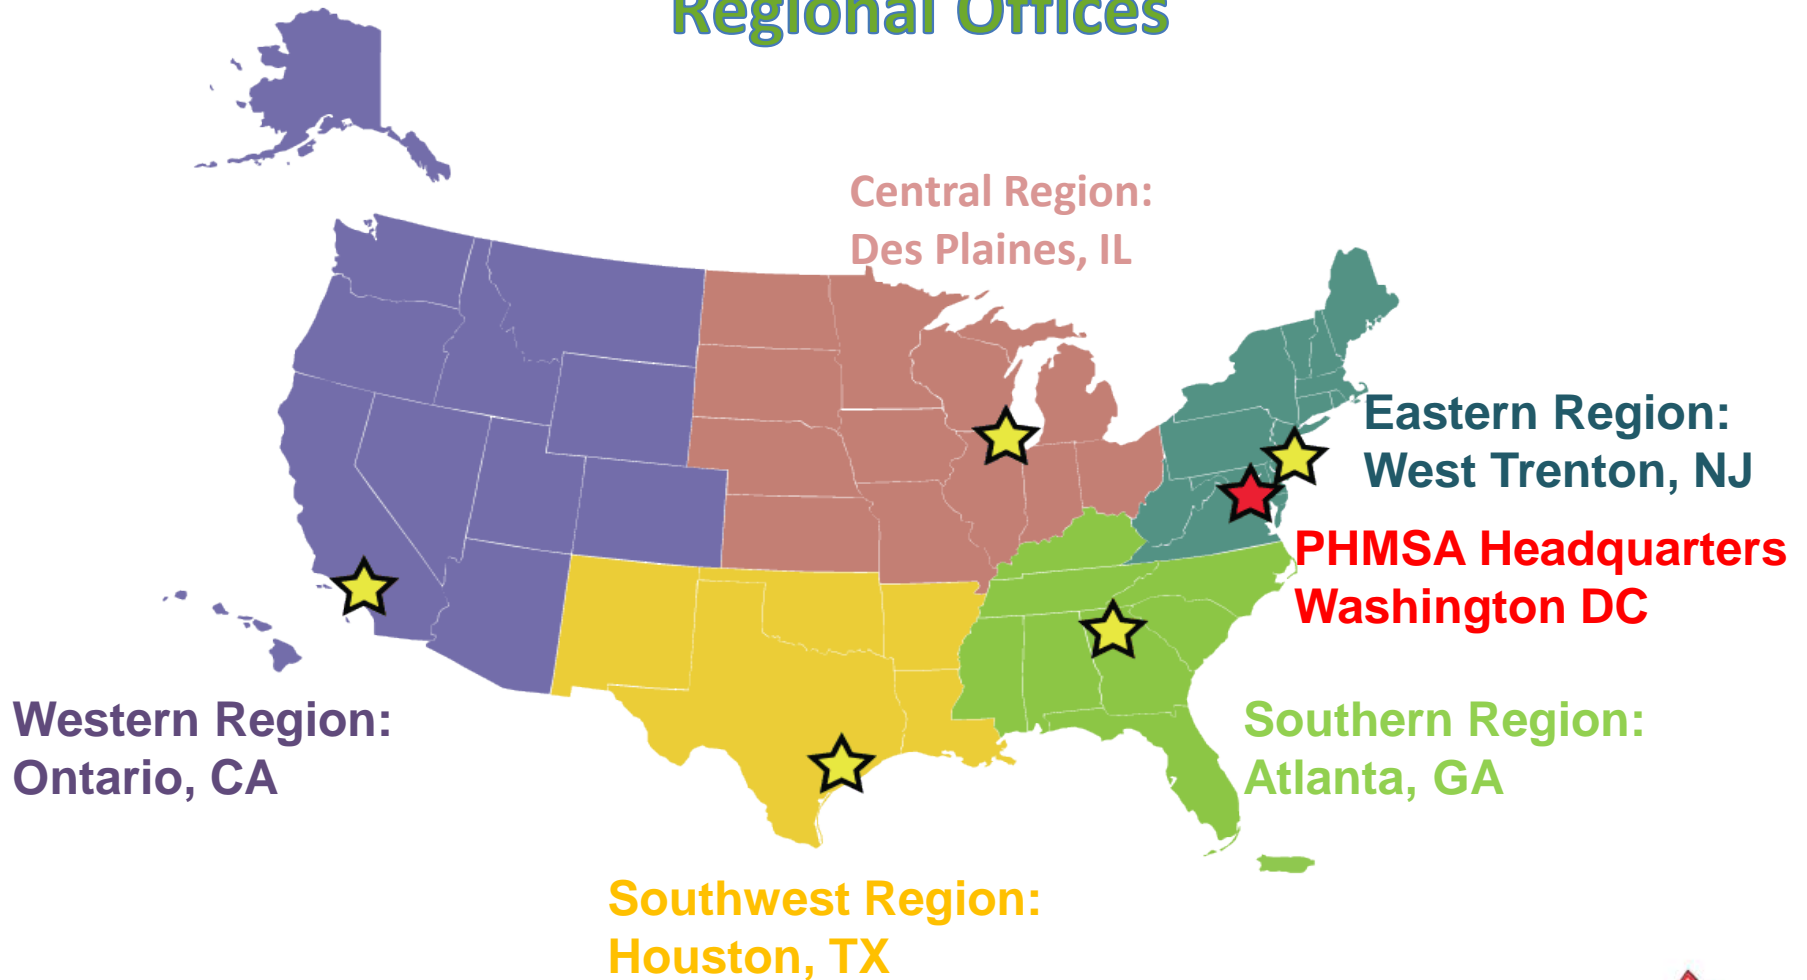 Regional Offices
Central Region:
Des Plaines, IL
Eastern Region:
West Trenton, NJ
PHMSA Headquarters
Washington DC
Western Region:
Ontario, CA
Southern Region:
Atlanta, GA
Southwest Region:
Houston, TX